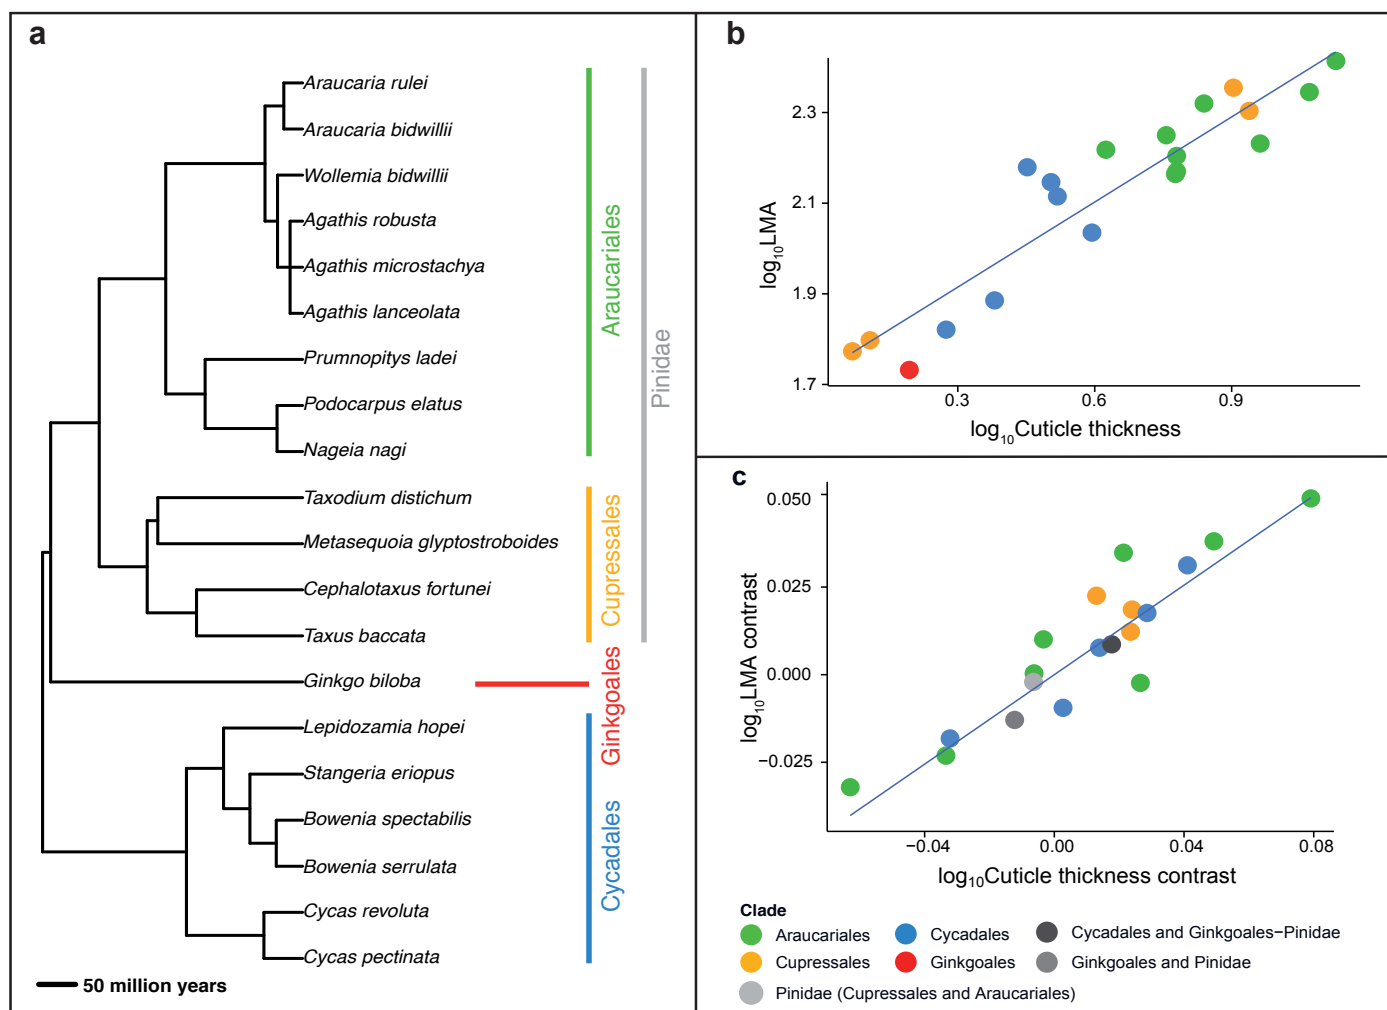 a
Araucaria rulei
Araucaria bidwillii
Wollemia bidwillii
Agathis robusta
Agathis microstachya
Agathis lanceolata
Prumnopitys ladei
Podocarpus elatus
Nageia nagi
Taxodium distichum
Metasequoia glyptostroboides
Cephalotaxus fortunei
Taxus baccata
Ginkgo biloba
Lepidozamia hopei
Stangeria eriopus
Bowenia spectabilis
Bowenia serrulata
Cycas revoluta
Cycas pectinata
50 million years
Araucariales
Cupressales
Ginkgoales
Cycadales
Pinidae
b
log₁₀LMA
2.3
2.1
1.9
1.7
0.3 0.6 0.9
log₁₀Cuticle thickness
c
log₁₀LMA contrast
0.050
0.025
0.000
−0.025
−0.04 0.00 0.04 0.08
log₁₀Cuticle thickness contrast
Clade
Araucariales Cycadales Cycadales and Ginkgoales−Pinidae
Cupressales Ginkgoales Ginkgoales and Pinidae
Pinidae (Cupressales and Araucariales)